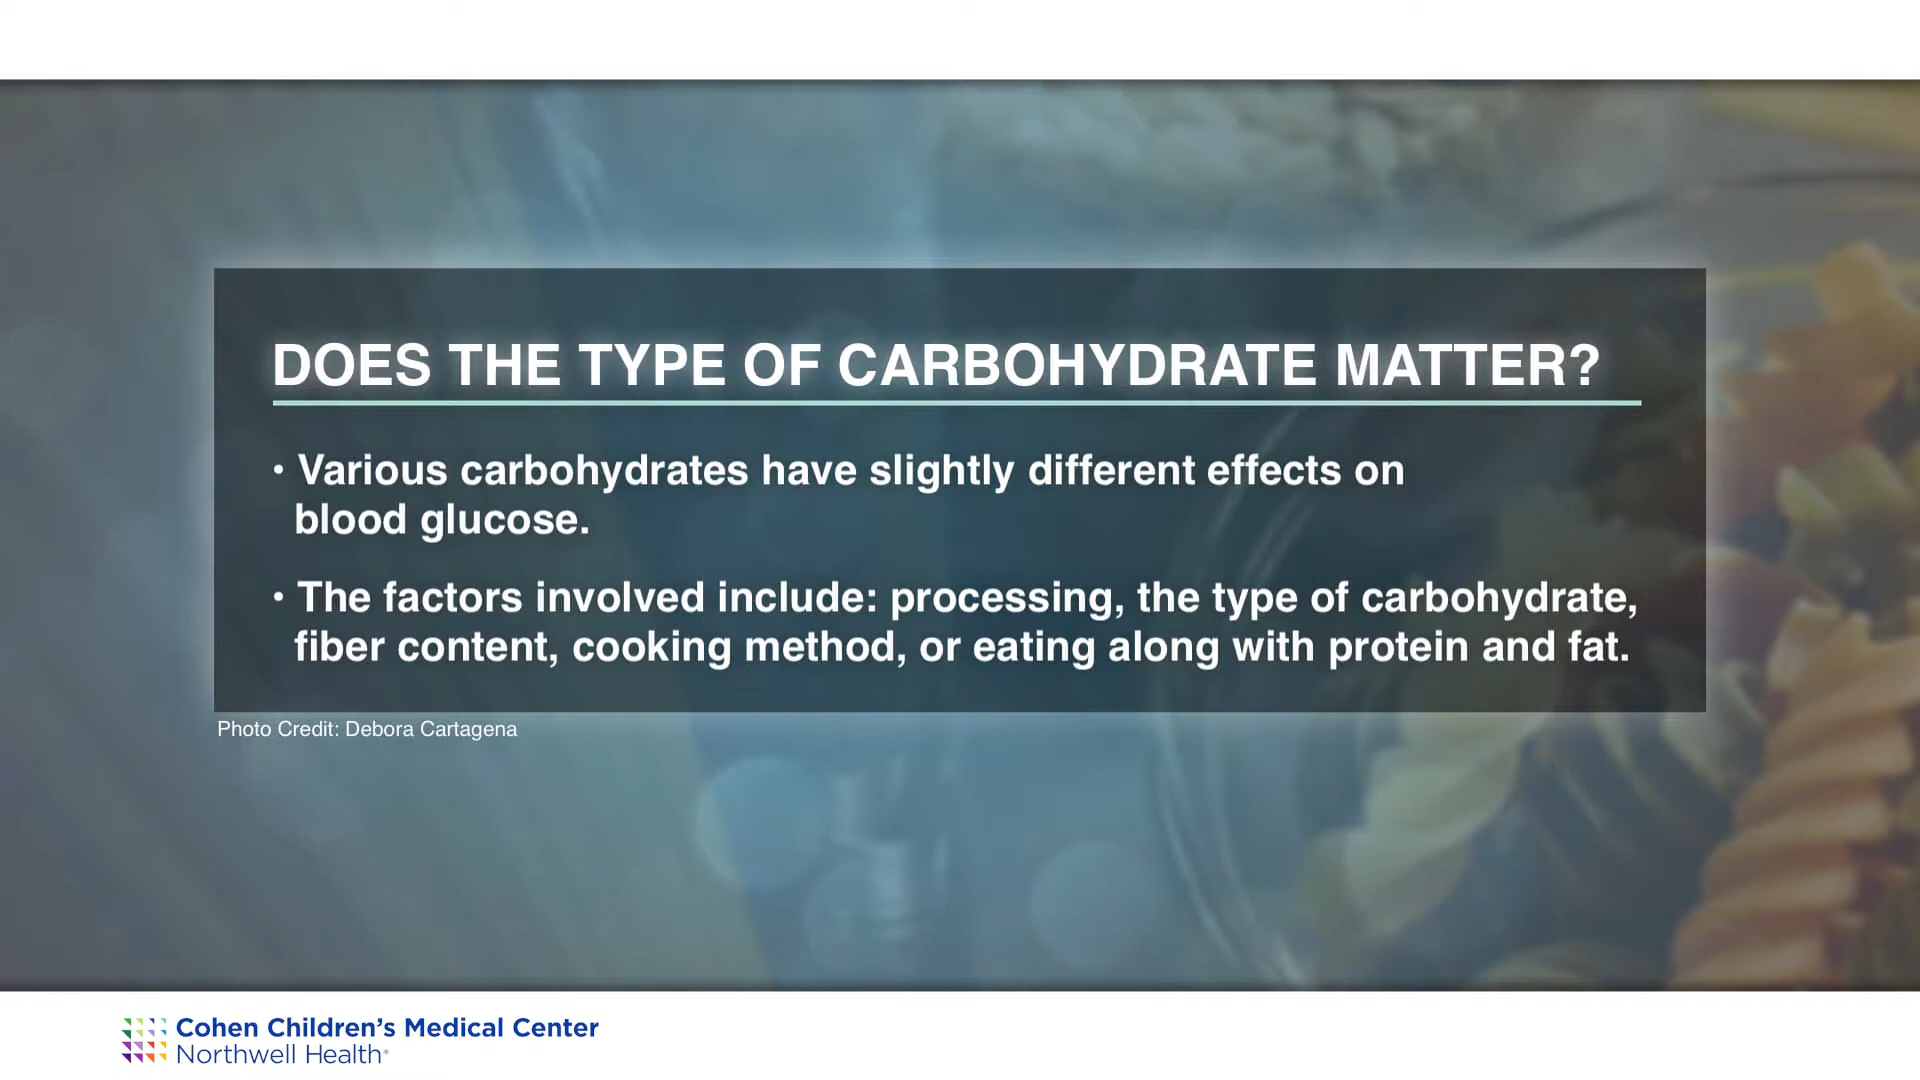 DOES THE TYPE OF CARBOHYDRATE MATTER?
• Various carbohydrates have slightly different effects on
blood glucose.
• The factors involved include: processing, the type of carbohydrate,
fiber content, cooking method, or eating along with protein and fat.
Photo Credit: Debora Cartagena
Cohen Children's Medical Center
Northwell Health®